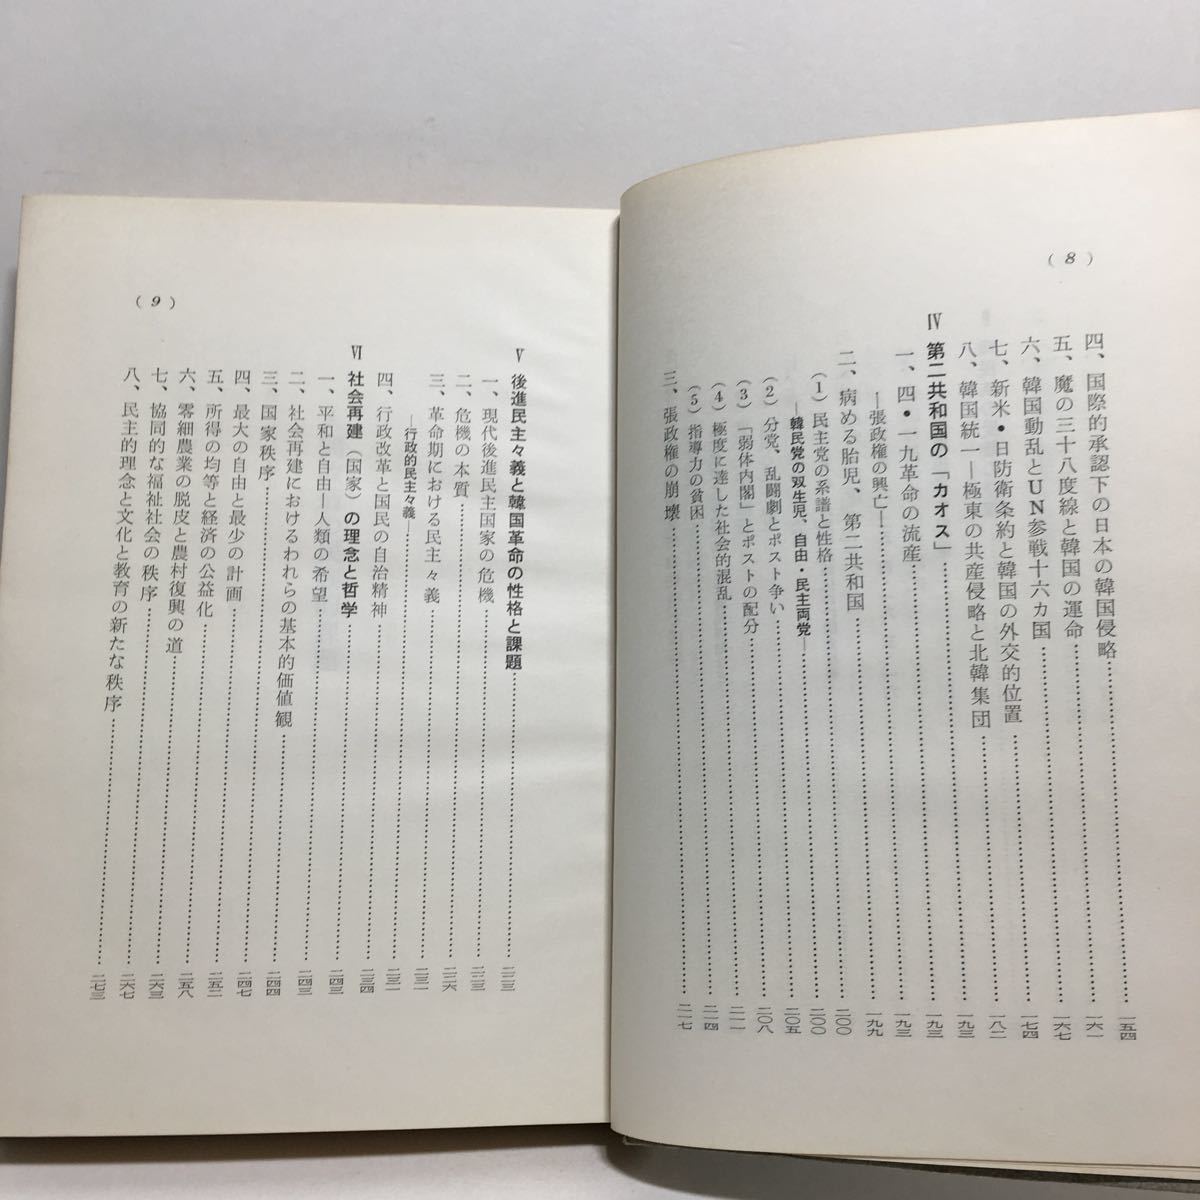 (8)
四、国際的承認下の日本の韓国侵略……一五四
五、魔の三十八度線と韓国の運命……一六一
六、韓国動乱とUN参戦十六カ国……一六七
七、新米・日防衛条約と韓国の外交的位置……一七四
八、韓国統一―極東の共産侵略と北韓集団……一八二
Ⅳ 第二共和国の「カオス」……一九三
一、四・一九革命の流産……一九三
―張政権の興亡―……一九三
二、病める胎児、第二共和国……一九九
(1) 民主党の系譜と性格……二〇〇
―韓民党の双生児、自由・民主両党―……二〇〇
(2) 分党、乱闘劇とポスト争い……二〇五
(3) 「弱体内閣」とポストの配分……二〇八
(4) 極度に達した社会的混乱……二一一
(5) 指導力の貧困……二一四
三、張政権の崩壊……二一七
(9)
Ⅴ 後進民主々義と韓国革命の性格と課題……二二三
一、現代後進民主国家の危機……二二三
二、危機の本質……二二六
三、革命期における民主々義……二三一
―行政的民主々義―……二三一
四、行政改革と国民の自治精神……二三四
Ⅵ 社会再建(国家)の理念と哲学……二四三
一、平和と自由―人類の希望……二四三
二、社会再建におけるわれらの基本的価値観……二四四
三、国家秩序……二四七
四、最大の自由と最少の計画……二五二
五、所得の均等と経済の公益化……二五八
六、零細農業の脱皮と農村復興の道……二六三
七、協同的な福祉社会の秩序……二六七
八、民主的理念と文化と教育の新たな秩序……二七三